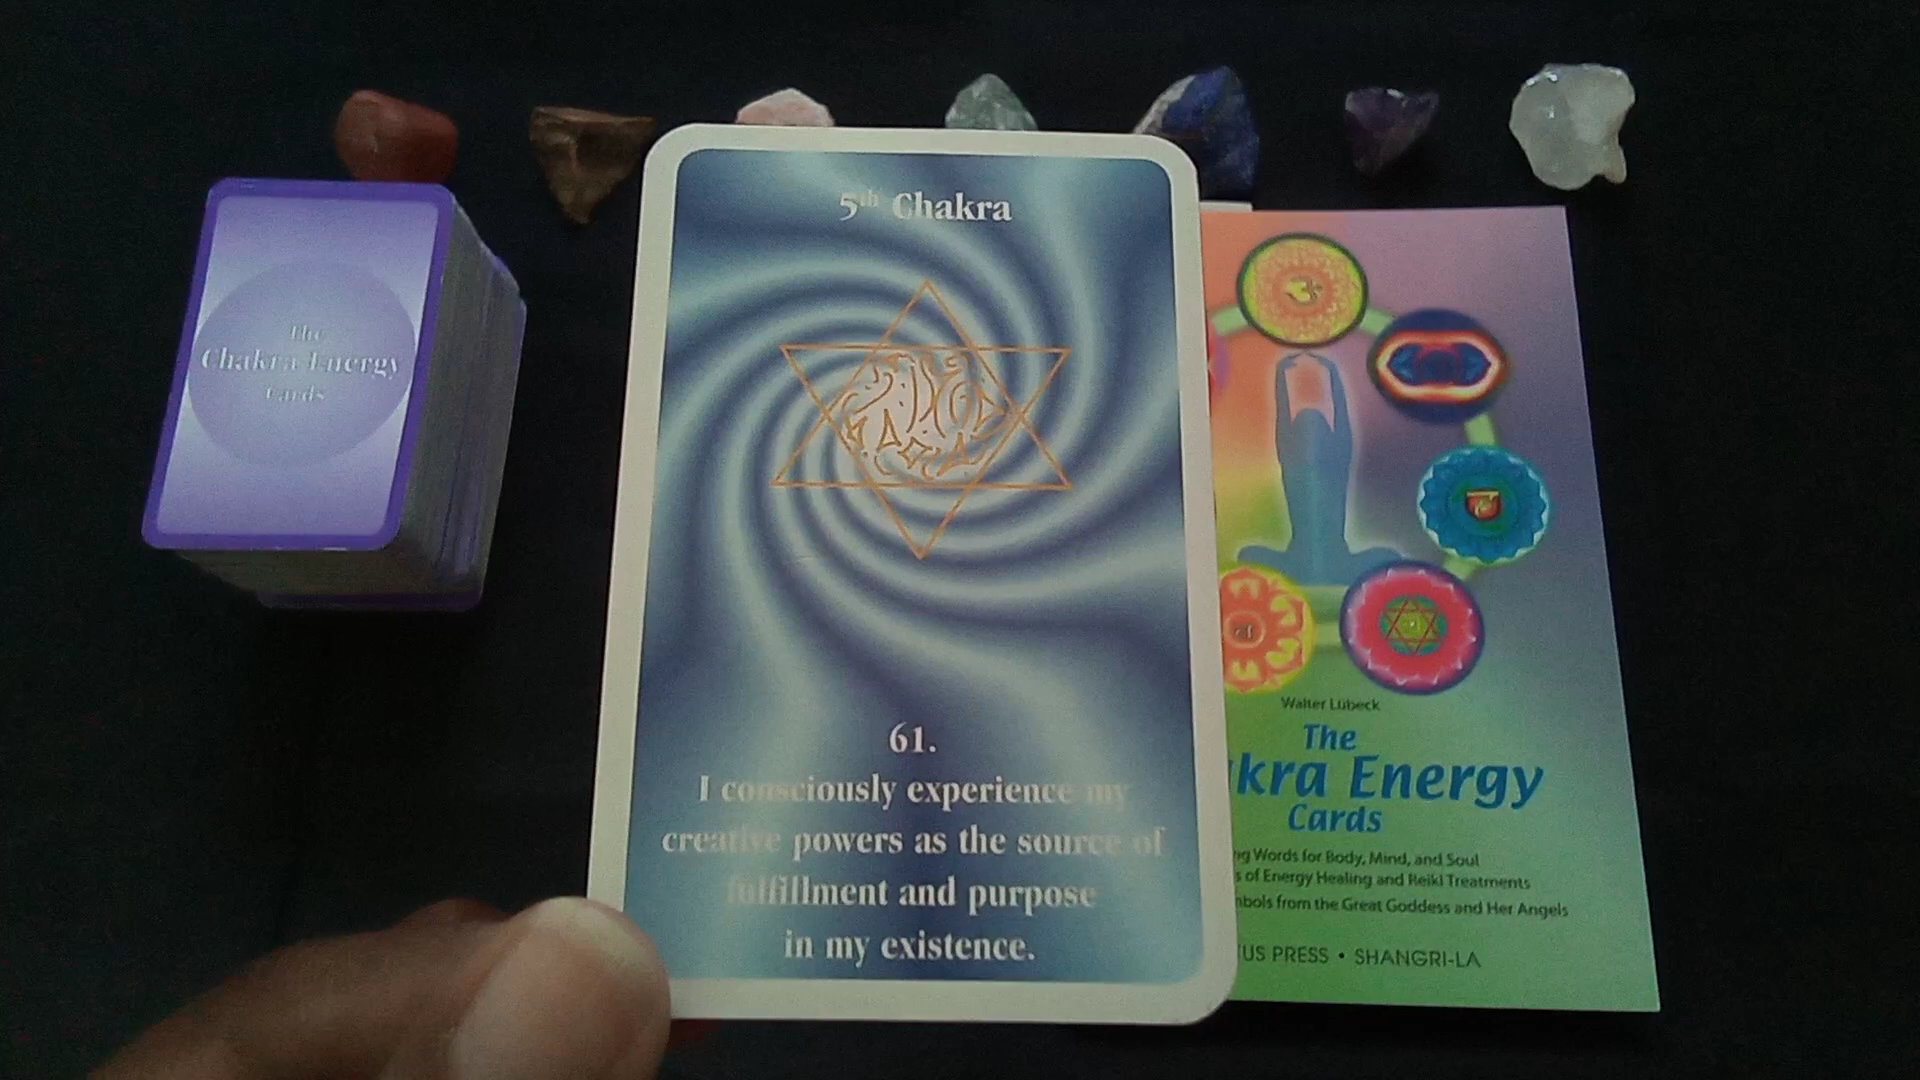 The
Chakra Energy
Cards
5th Chakra
61.
I consciously experience my
creative powers as the source of
fulfillment and purpose
in my existence.
Walter Lübeck
The
kra Energy
Cards
Words for Body, Mind, and Soul
of Energy Healing and Reiki Treatments
from the Great Goddess and Her Angels
US PRESS • SHANGRI-LA